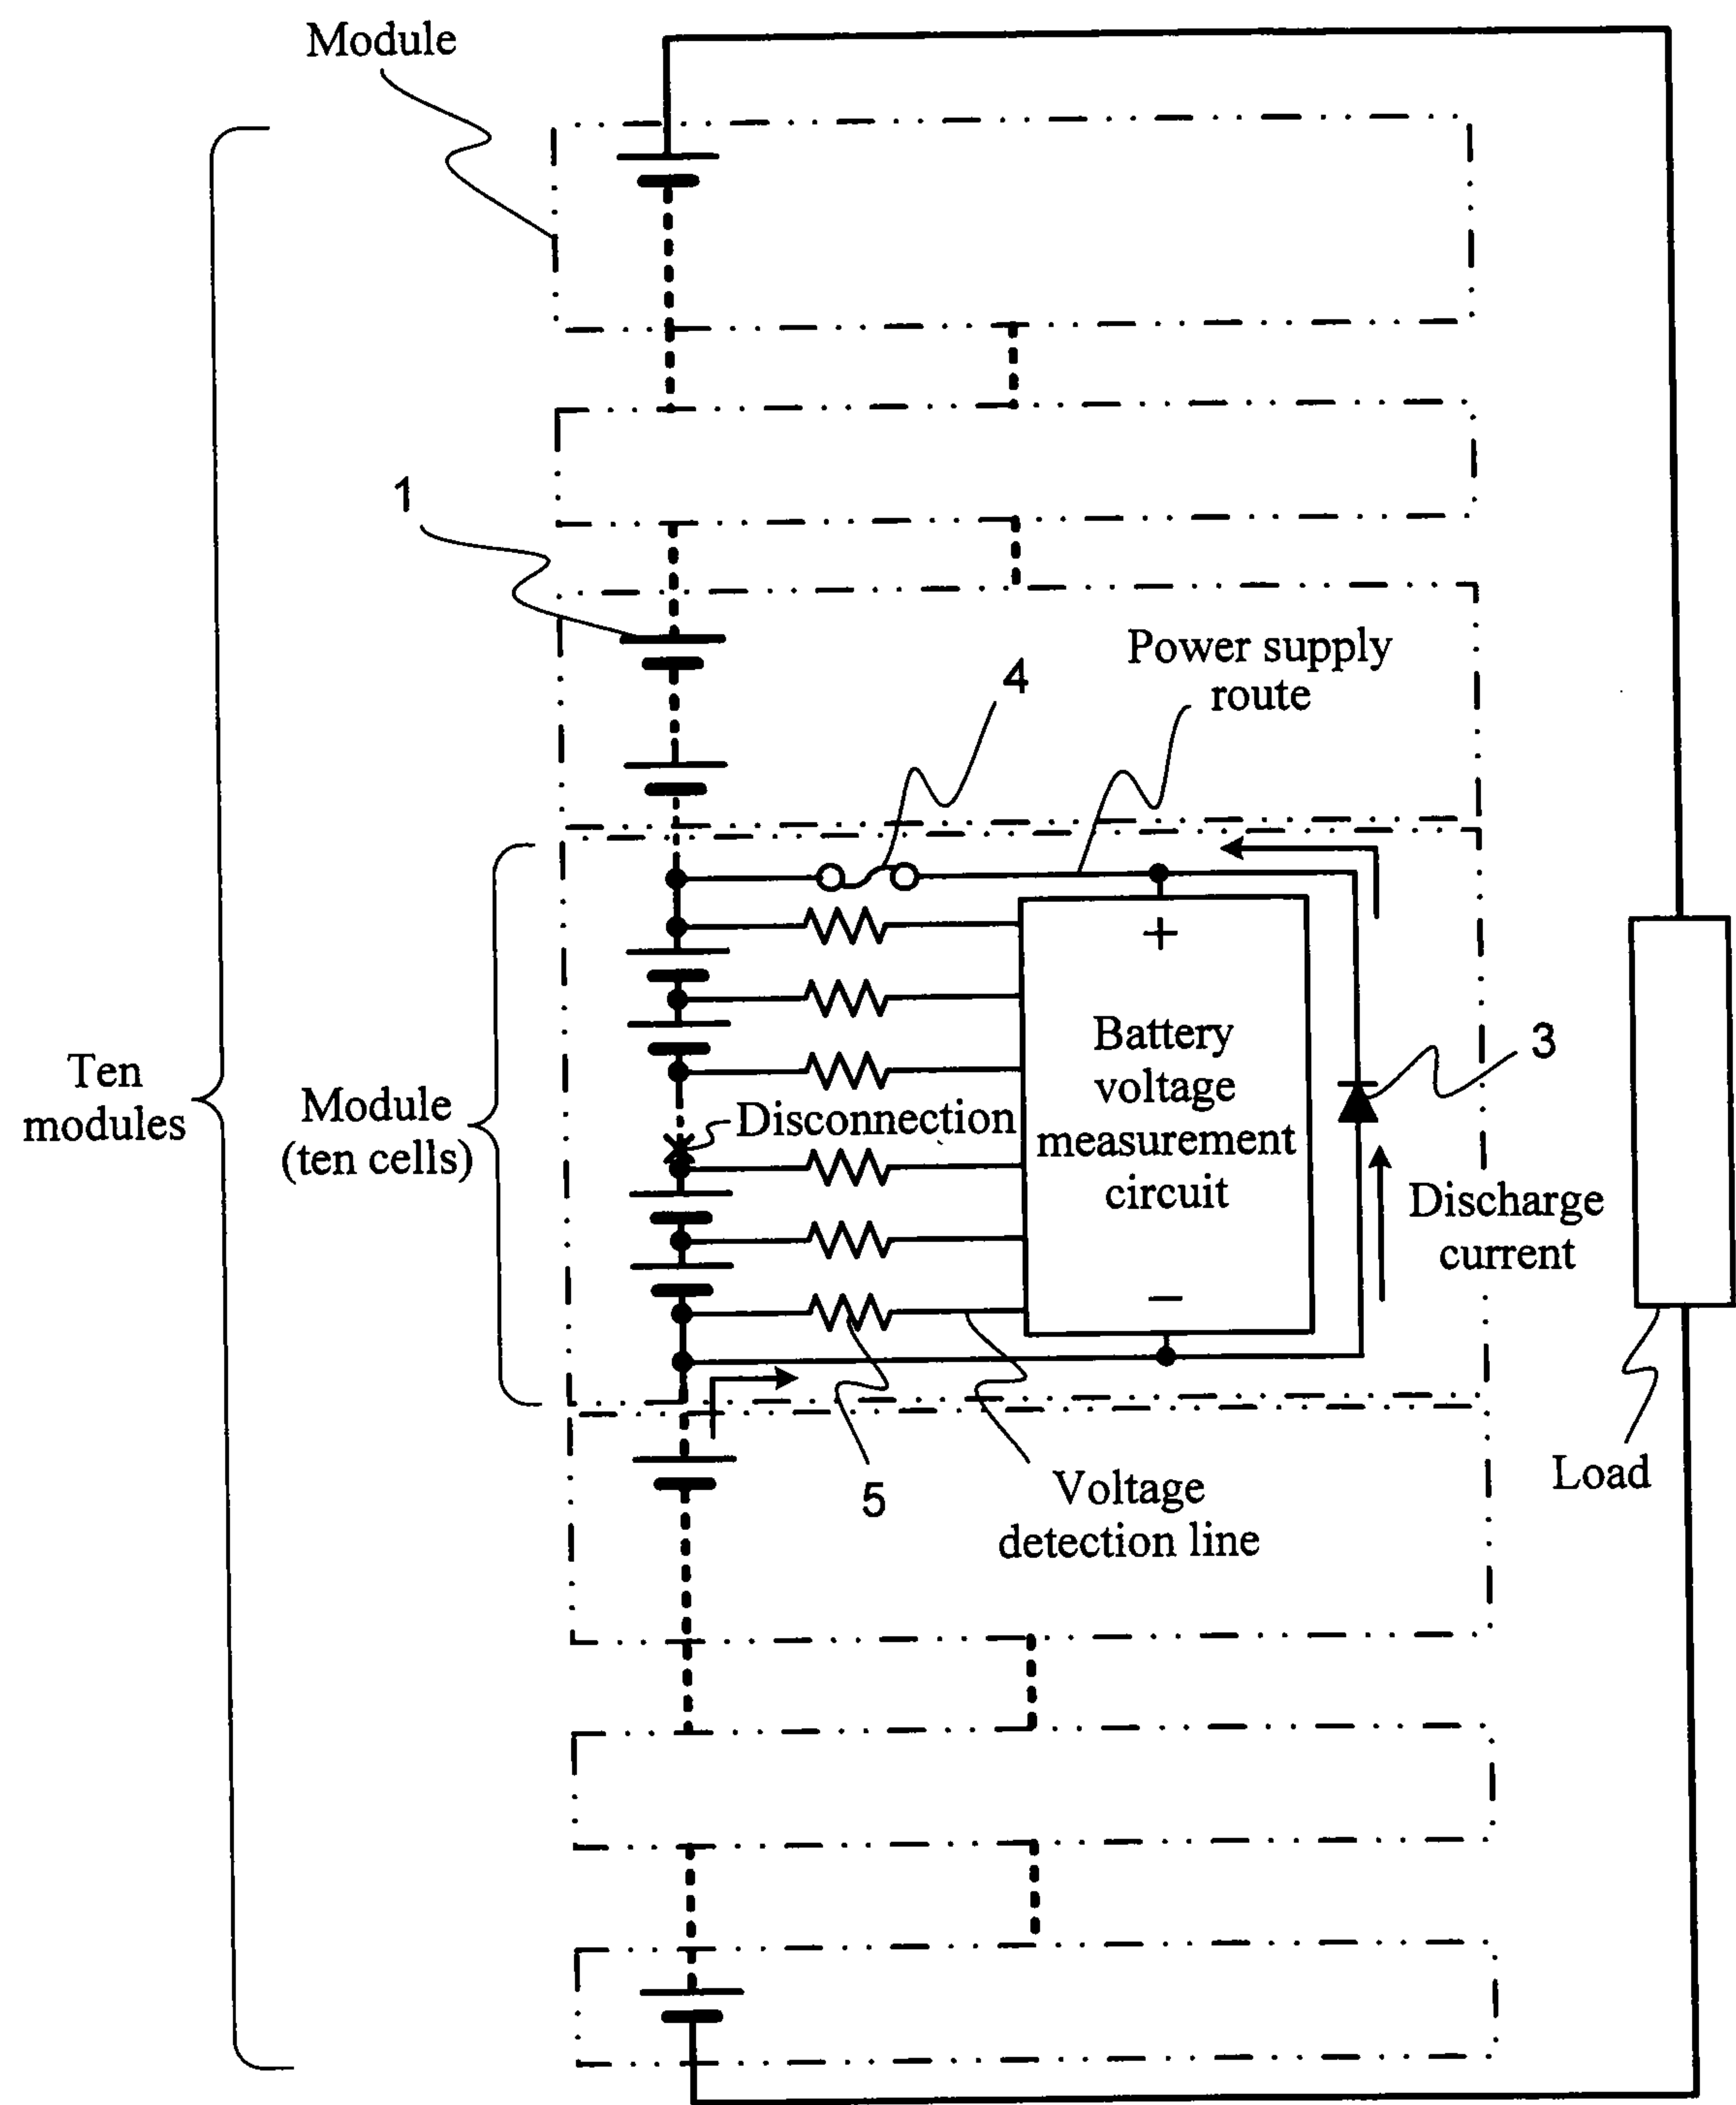 Module
1
4
Power supply
route
+
Battery
voltage
measurement
circuit
−
3
Ten
modules
Module
(ten cells)
Disconnection
Discharge
current
5
Voltage
detection line
Load